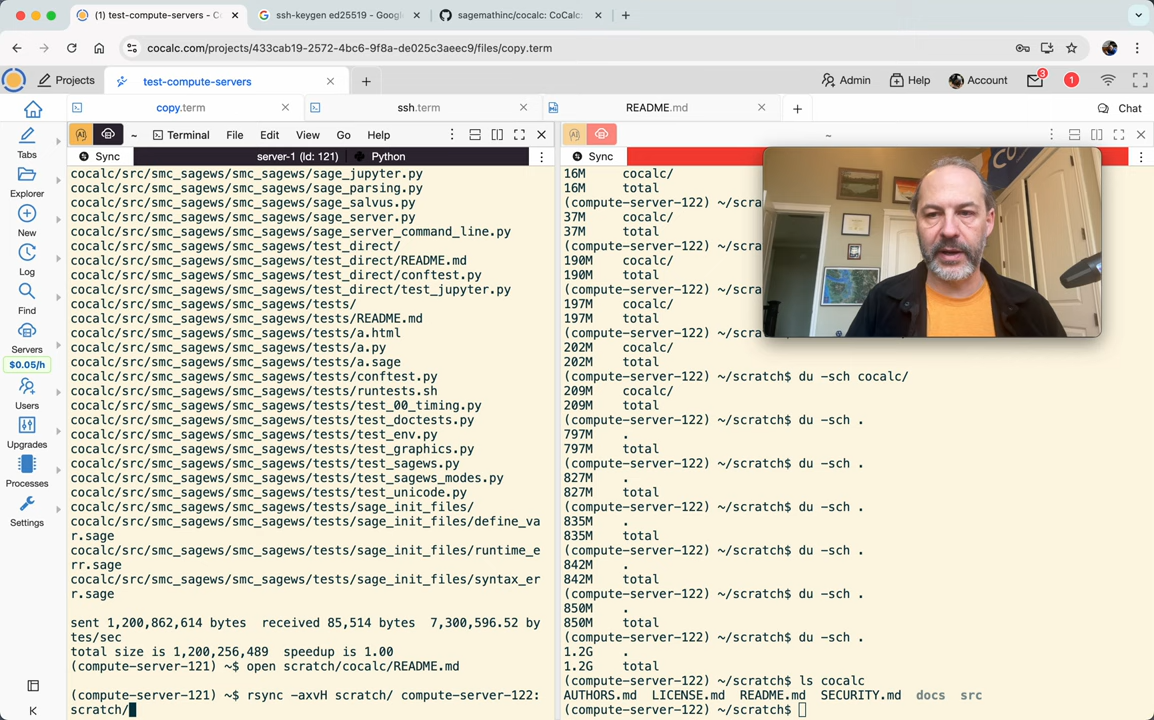 (1) test-compute-servers - C
ssh-keygen ed25519 - Googl
sagemathinc/cocalc: CoCalc:
cocalc.com/projects/433cab19-2572-4bc6-9f8a-de025c3aeec9/files/copy.term
Projects
test-compute-servers
Admin
Help
Account
3
1
copy.term
ssh.term
README.md
Chat
Tabs
Explorer
New
Log
Find
Servers
$0.05/h
Users
Upgrades
Processes
Settings
AI
~
Terminal
File
Edit
View
Go
Help
Sync
server-1 (Id: 121)
Python
cocalc/src/smc_sagews/smc_sagews/sage_jupyter.py
cocalc/src/smc_sagews/smc_sagews/sage_parsing.py
cocalc/src/smc_sagews/smc_sagews/sage_salvus.py
cocalc/src/smc_sagews/smc_sagews/sage_server.py
cocalc/src/smc_sagews/smc_sagews/sage_server_command_line.py
cocalc/src/smc_sagews/smc_sagews/test_direct/
cocalc/src/smc_sagews/smc_sagews/test_direct/README.md
cocalc/src/smc_sagews/smc_sagews/test_direct/conftest.py
cocalc/src/smc_sagews/smc_sagews/test_direct/test_jupyter.py
cocalc/src/smc_sagews/smc_sagews/tests/
cocalc/src/smc_sagews/smc_sagews/tests/README.md
cocalc/src/smc_sagews/smc_sagews/tests/a.html
cocalc/src/smc_sagews/smc_sagews/tests/a.py
cocalc/src/smc_sagews/smc_sagews/tests/a.sage
cocalc/src/smc_sagews/smc_sagews/tests/conftest.py
cocalc/src/smc_sagews/smc_sagews/tests/runtests.sh
cocalc/src/smc_sagews/smc_sagews/tests/test_00_timing.py
cocalc/src/smc_sagews/smc_sagews/tests/test_doctests.py
cocalc/src/smc_sagews/smc_sagews/tests/test_env.py
cocalc/src/smc_sagews/smc_sagews/tests/test_graphics.py
cocalc/src/smc_sagews/smc_sagews/tests/test_sagews.py
cocalc/src/smc_sagews/smc_sagews/tests/test_sagews_modes.py
cocalc/src/smc_sagews/smc_sagews/tests/test_unicode.py
cocalc/src/smc_sagews/smc_sagews/tests/sage_init_files/
cocalc/src/smc_sagews/smc_sagews/tests/sage_init_files/define_va
r.sage
cocalc/src/smc_sagews/smc_sagews/tests/sage_init_files/runtime_e
rr.sage
cocalc/src/smc_sagews/smc_sagews/tests/sage_init_files/syntax_er
r.sage
sent 1,200,862,614 bytes  received 85,514 bytes  7,300,596.52 by
tes/sec
total size is 1,200,256,489  speedup is 1.00
(compute-server-121) ~$ open scratch/cocalc/README.md
(compute-server-121) ~$ rsync -axvH scratch/ compute-server-122:
scratch/
AI
~
Sync
16M    cocalc/
16M    total
(compute-server-122) ~/scra
37M    cocalc/
37M    total
(compute-server-122) ~/scra
190M    cocalc/
190M    total
(compute-server-122) ~/scra
197M    cocalc/
197M    total
(compute-server-122) ~/scra
202M    cocalc/
202M    total
(compute-server-122) ~/scratch$ du -sch cocalc/
209M    cocalc/
209M    total
(compute-server-122) ~/scratch$ du -sch .
797M    .
797M    total
(compute-server-122) ~/scratch$ du -sch .
827M    .
827M    total
(compute-server-122) ~/scratch$ du -sch .
835M    .
835M    total
(compute-server-122) ~/scratch$ du -sch .
842M    .
842M    total
(compute-server-122) ~/scratch$ du -sch .
850M    .
850M    total
(compute-server-122) ~/scratch$ du -sch .
1.2G    .
1.2G    total
(compute-server-122) ~/scratch$ ls cocalc
AUTHORS.md  LICENSE.md  README.md  SECURITY.md  docs  src
(compute-server-122) ~/scratch$